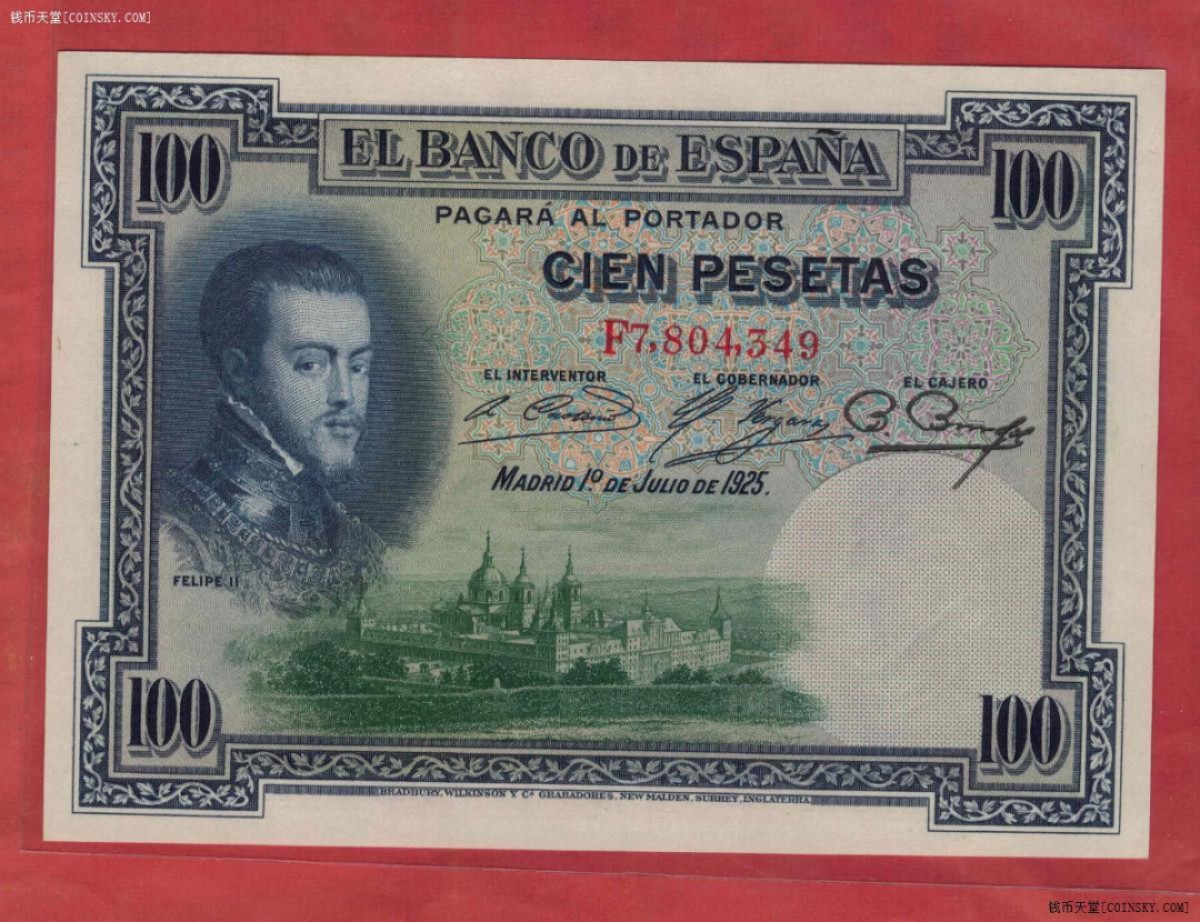 钱币天堂[COINSKY.COM]
100
EL BANCO DE ESPAÑA
100
PAGARÁ AL PORTADOR
CIEN PESETAS
F7,804,349
EL INTERVENTOR
EL GOBERNADOR
EL CAJERO
MADRID 1.º DE JULIO DE 1925.
FELIPE II
100
100
BRADBURY, WILKINSON Y Cª GRABADORES, NEW MALDEN, SURREY, INGLATERRA
钱币天堂[COINSKY.COM]